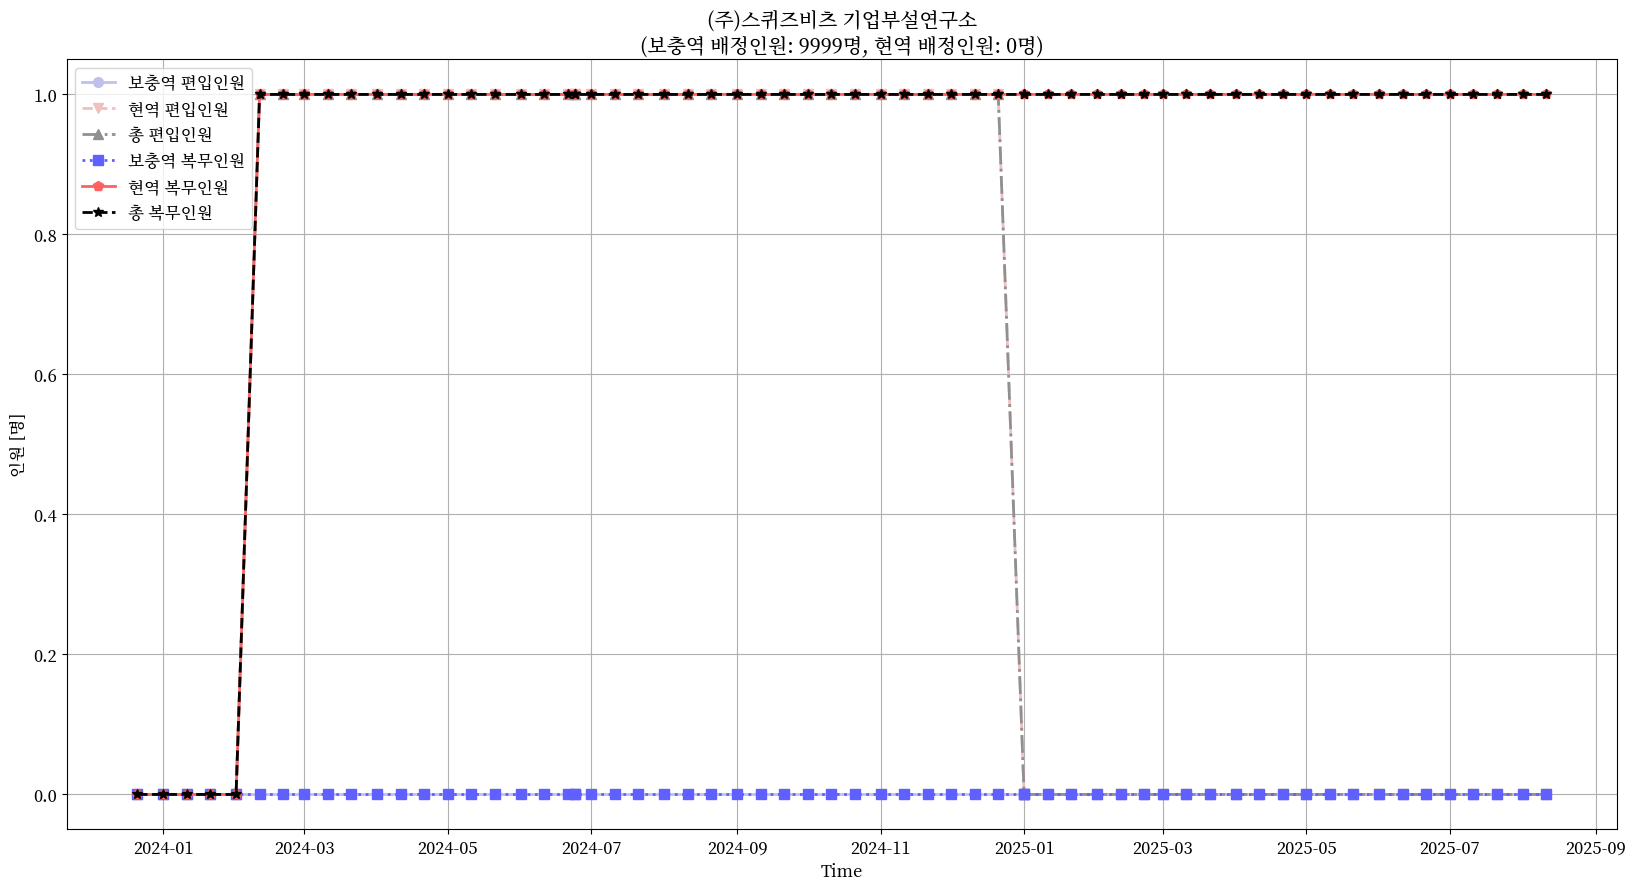 (주)스퀴즈비츠 기업부설연구소
(보충역 배정인원: 9999명, 현역 배정인원: 0명)
보충역 편입인원
현역 편입인원
총 편입인원
보충역 복무인원
현역 복무인원
총 복무인원
1.0
0.8
0.6
0.4
0.2
0.0
인원 [명]
2024-01 2024-03 2024-05 2024-07 2024-09 2024-11 2025-01 2025-03 2025-05 2025-07 2025-09
Time